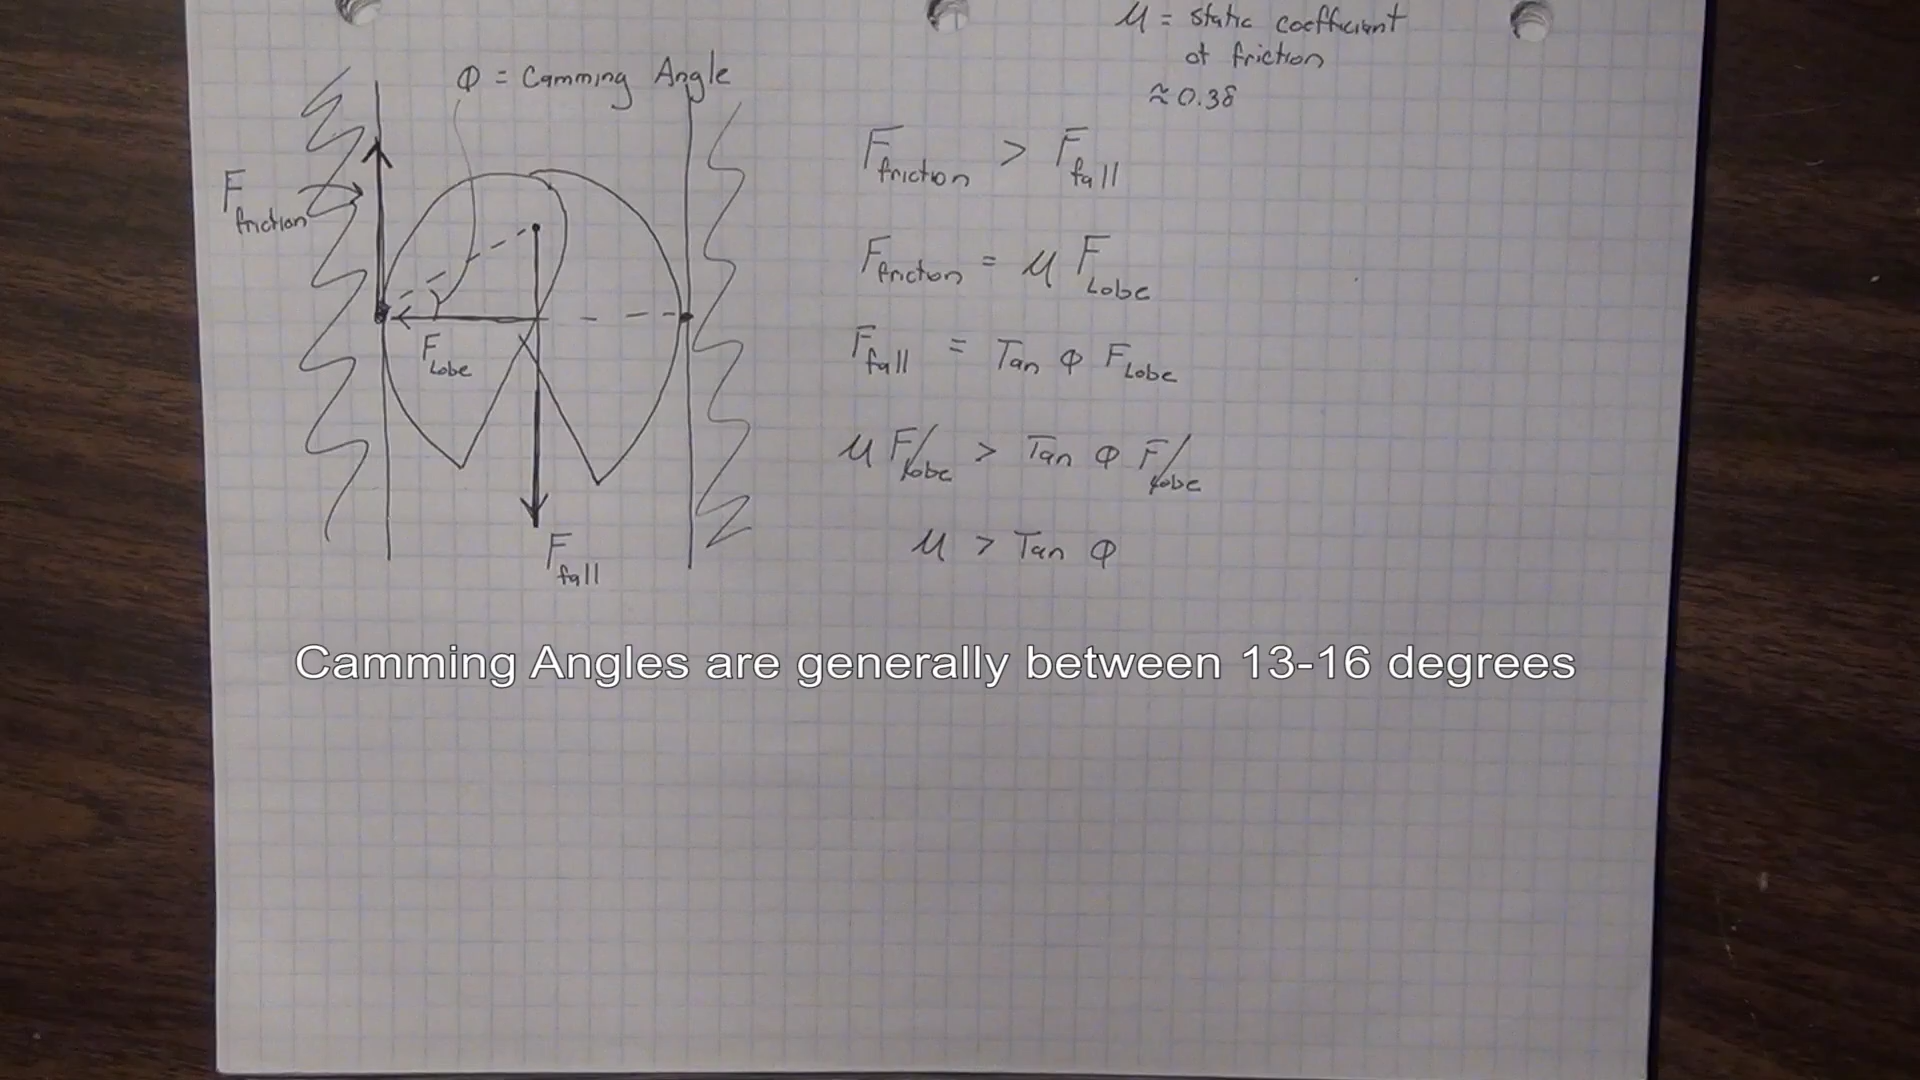 μ = static coefficient
of friction
≈ 0.38
Φ = Camming Angle
F friction > F fall
F friction
F friction = μ F Lobe
F Lobe
F fall = Tan Φ F Lobe
μ F Lobe > Tan Φ F Lobe
F fall
μ > Tan Φ
Camming Angles are generally between 13-16 degrees